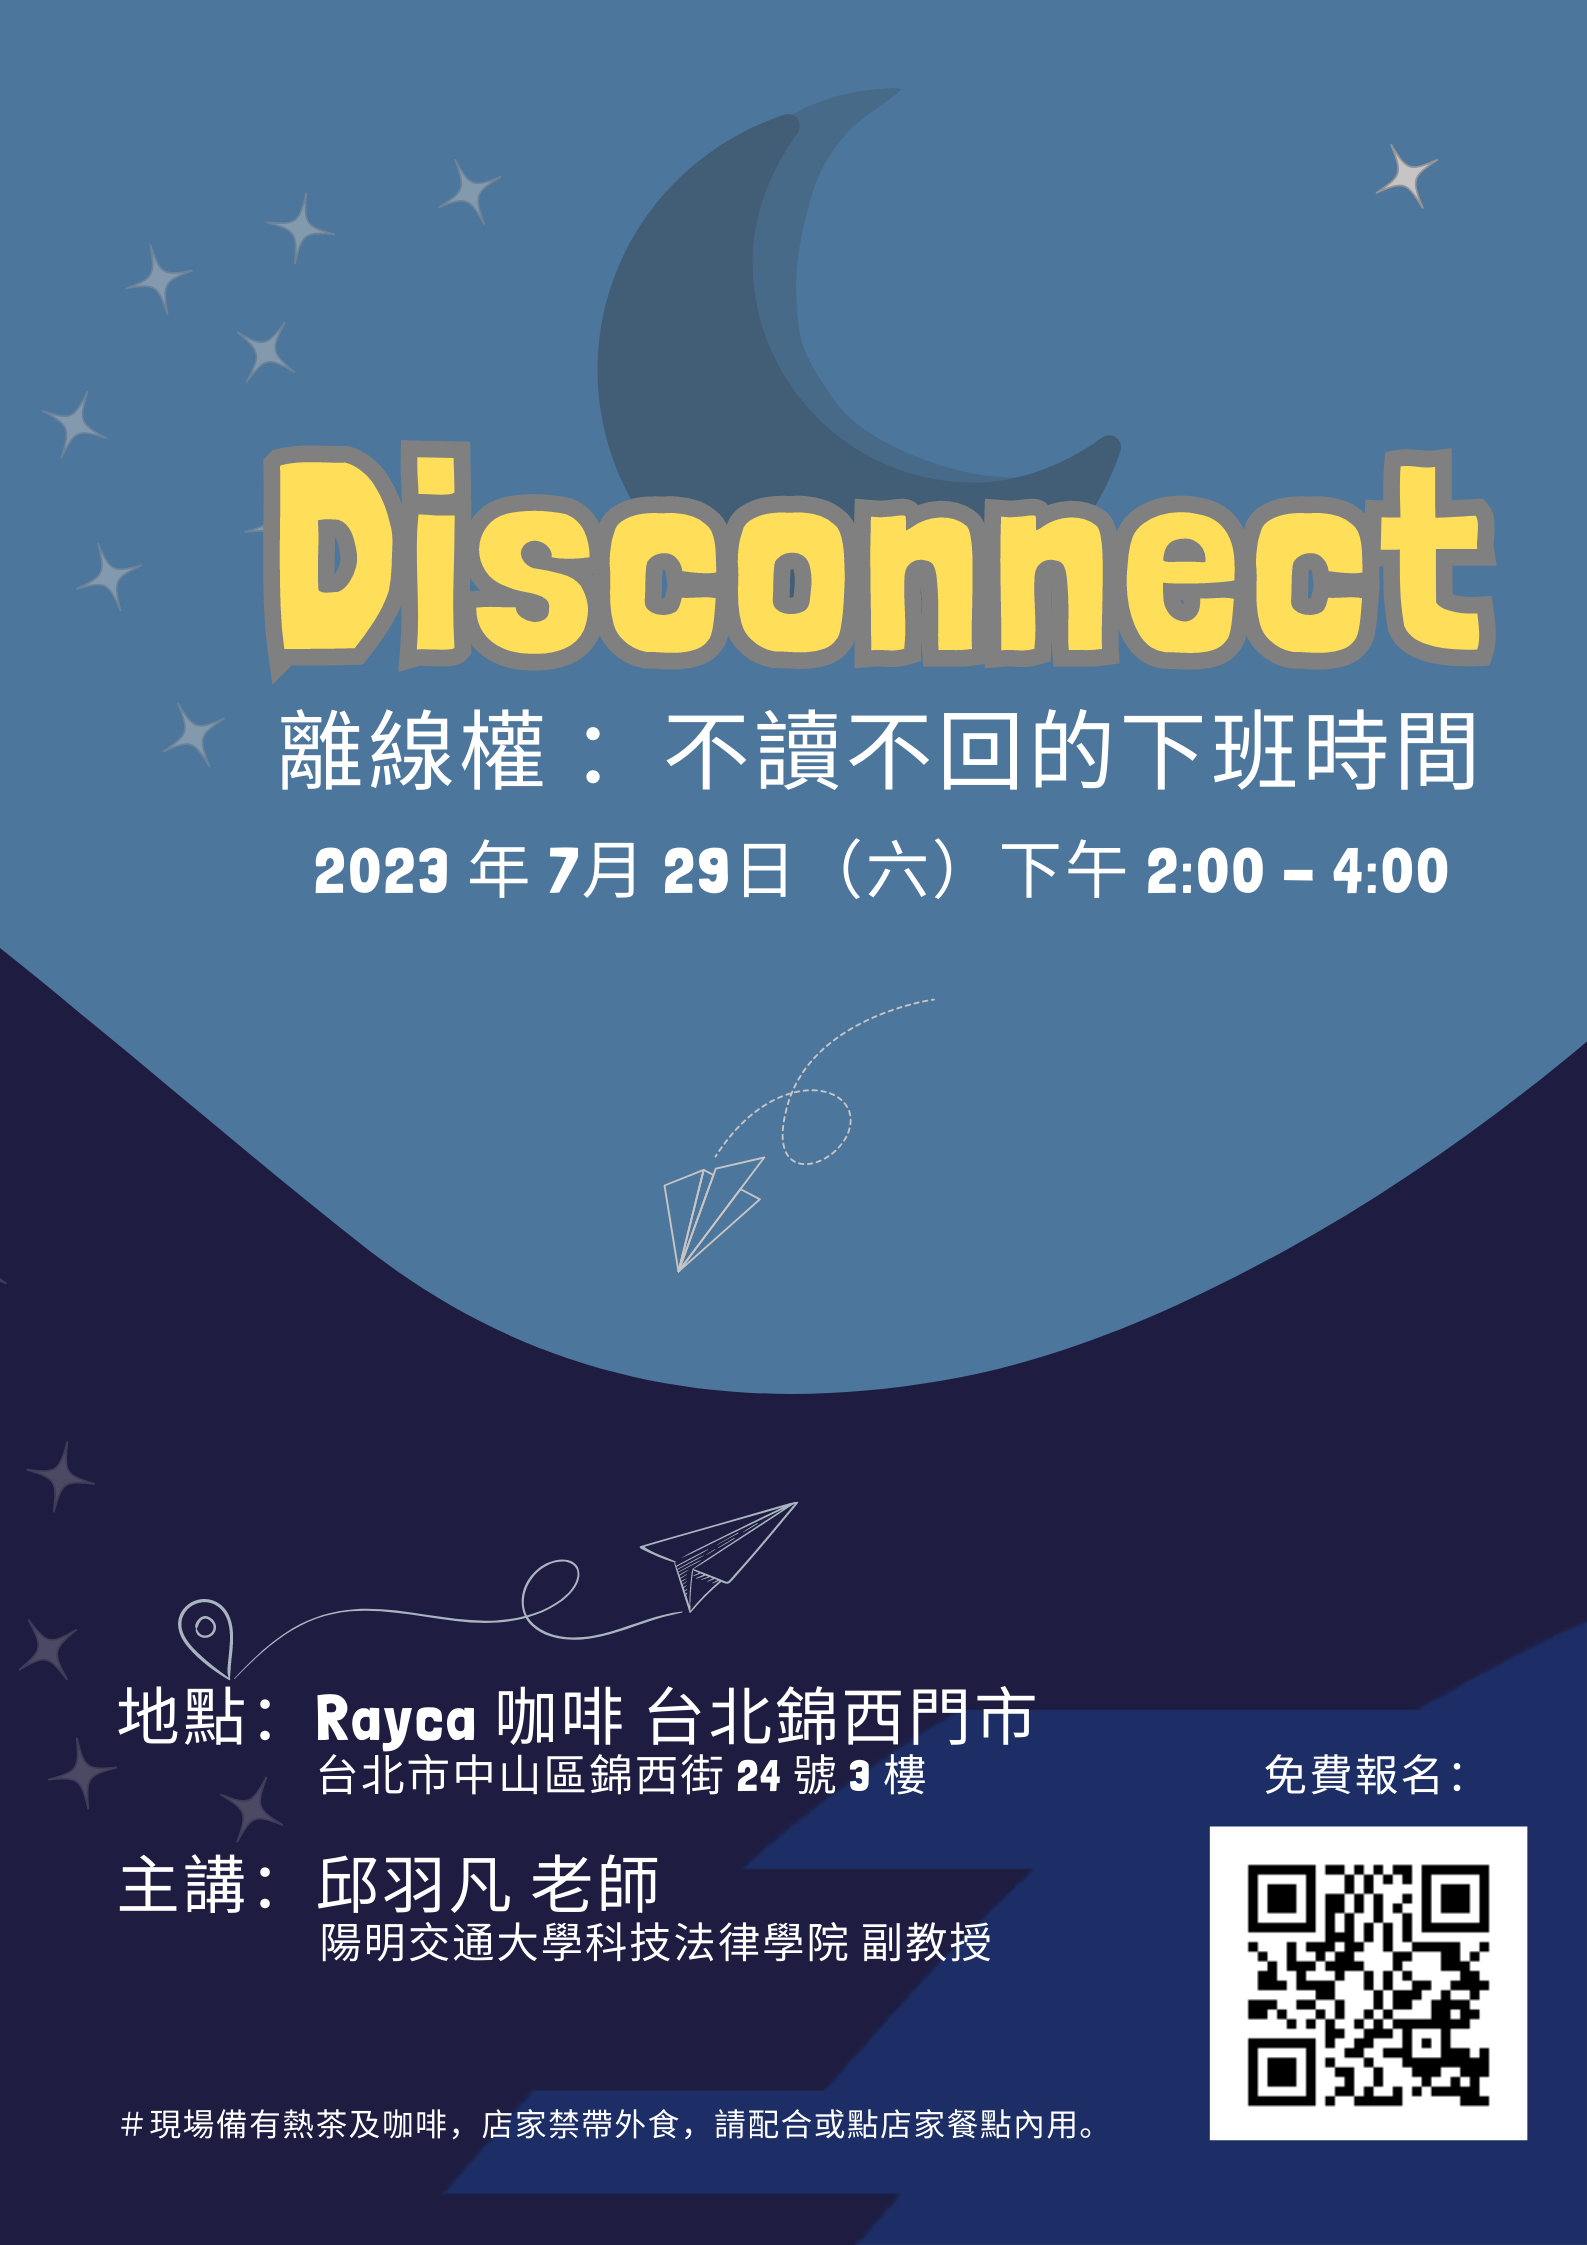 Disconnect
離線權： 不讀不回的下班時間
2023 年 7月 29日 （六） 下午 2:00 – 4:00
地點： Rayca 咖啡 台北錦西門市
台北市中山區錦西街 24 號 3 樓
免費報名：
主講： 邱羽凡 老師
陽明交通大學科技法律學院 副教授
＃現場備有熱茶及咖啡，店家禁帶外食，請配合或點店家餐點內用。